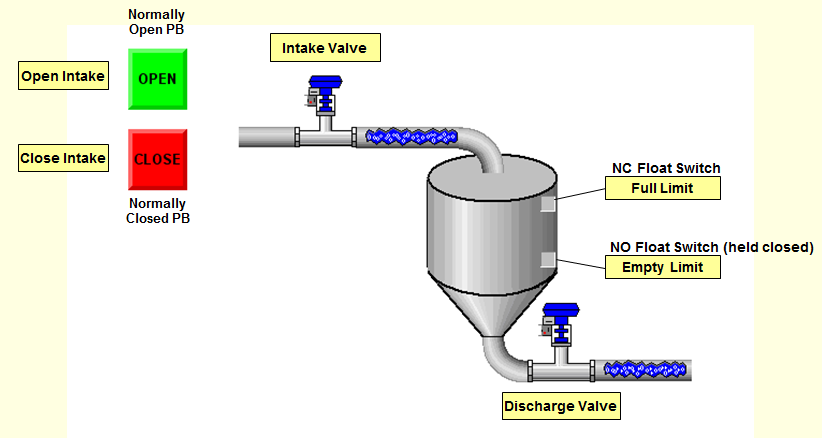 Normally
Open PB
Open Intake
OPEN
Close Intake
CLOSE
Normally
Closed PB
Intake Valve
NC Float Switch
Full Limit
NO Float Switch (held closed)
Empty Limit
Discharge Valve